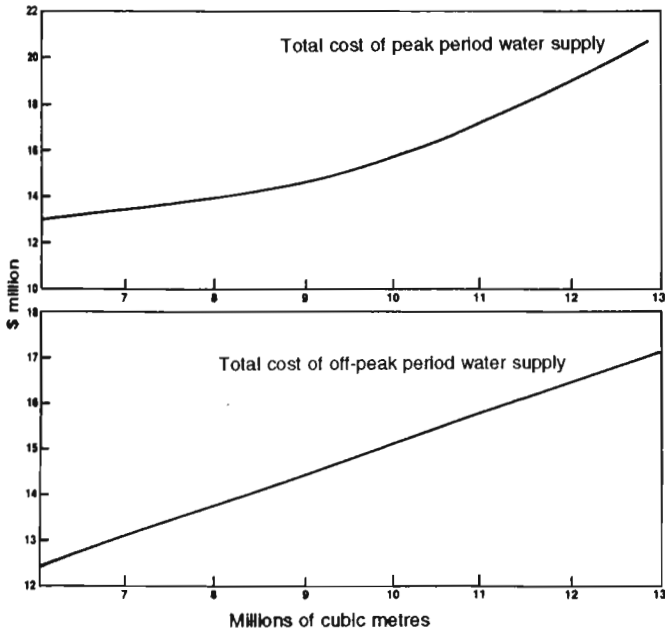 22
20
18
16
14
12
10
Total cost of peak period water supply
7 8 9 10 11 12 13
$ million
18
17
16
15
14
13
12
Total cost of off-peak period water supply
7 8 9 10 11 12 13
Millions of cubic metres